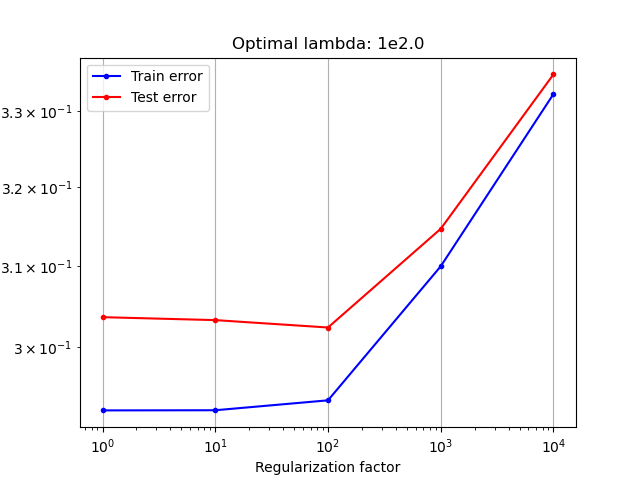 Optimal lambda: 1e2.0
Train error
Test error
3.3 × 10⁻¹
3.2 × 10⁻¹
3.1 × 10⁻¹
3 × 10⁻¹
10⁰ 10¹ 10² 10³ 10⁴
Regularization factor